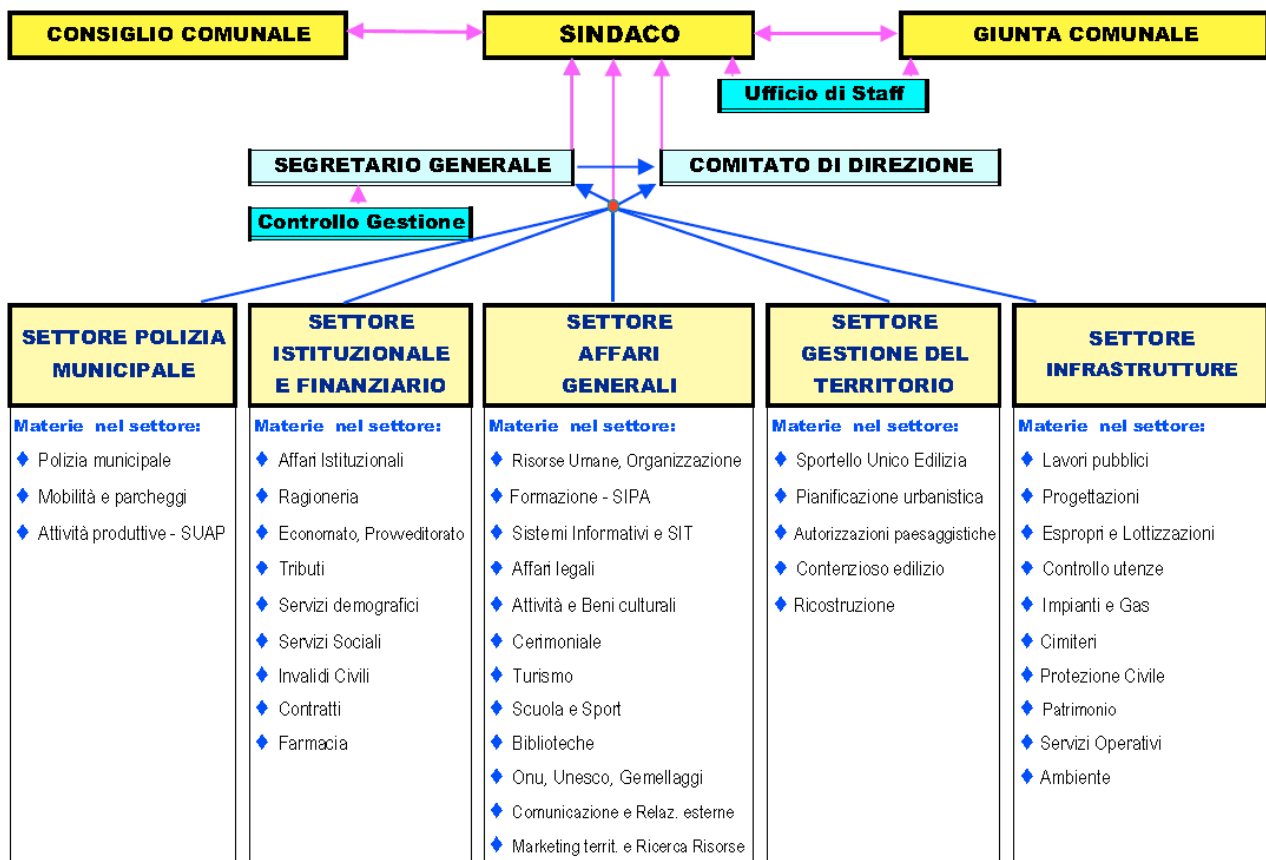 CONSIGLIO COMUNALE
SINDACO
GIUNTA COMUNALE
Ufficio di Staff
SEGRETARIO GENERALE
COMITATO DI DIREZIONE
Controllo Gestione
SETTORE POLIZIA
MUNICIPALE
Materie nel settore:
Polizia municipale
Mobilità e parcheggi
Attività produttive - SUAP
SETTORE
ISTITUZIONALE
E FINANZIARIO
Materie nel settore:
Affari Istituzionali
Ragioneria
Economato, Provveditorato
Tributi
Servizi demografici
Servizi Sociali
Invalidi Civili
Contratti
Farmacia
SETTORE
AFFARI
GENERALI
Materie nel settore:
Risorse Umane, Organizzazione
Formazione - SIPA
Sistemi Informativi e SIT
Affari legali
Attività e Beni culturali
Cerimoniale
Turismo
Scuola e Sport
Biblioteche
Onu, Unesco, Gemellaggi
Comunicazione e Relaz. esterne
Marketing territ. e Ricerca Risorse
SETTORE
GESTIONE DEL
TERRITORIO
Materie nel settore:
Sportello Unico Edilizia
Pianificazione urbanistica
Autorizzazioni paesaggistiche
Contenzioso edilizio
Ricostruzione
SETTORE
INFRASTRUTTURE
Materie nel settore:
Lavori pubblici
Progettazioni
Espropri e Lottizzazioni
Controllo utenze
Impianti e Gas
Cimiteri
Protezione Civile
Patrimonio
Servizi Operativi
Ambiente